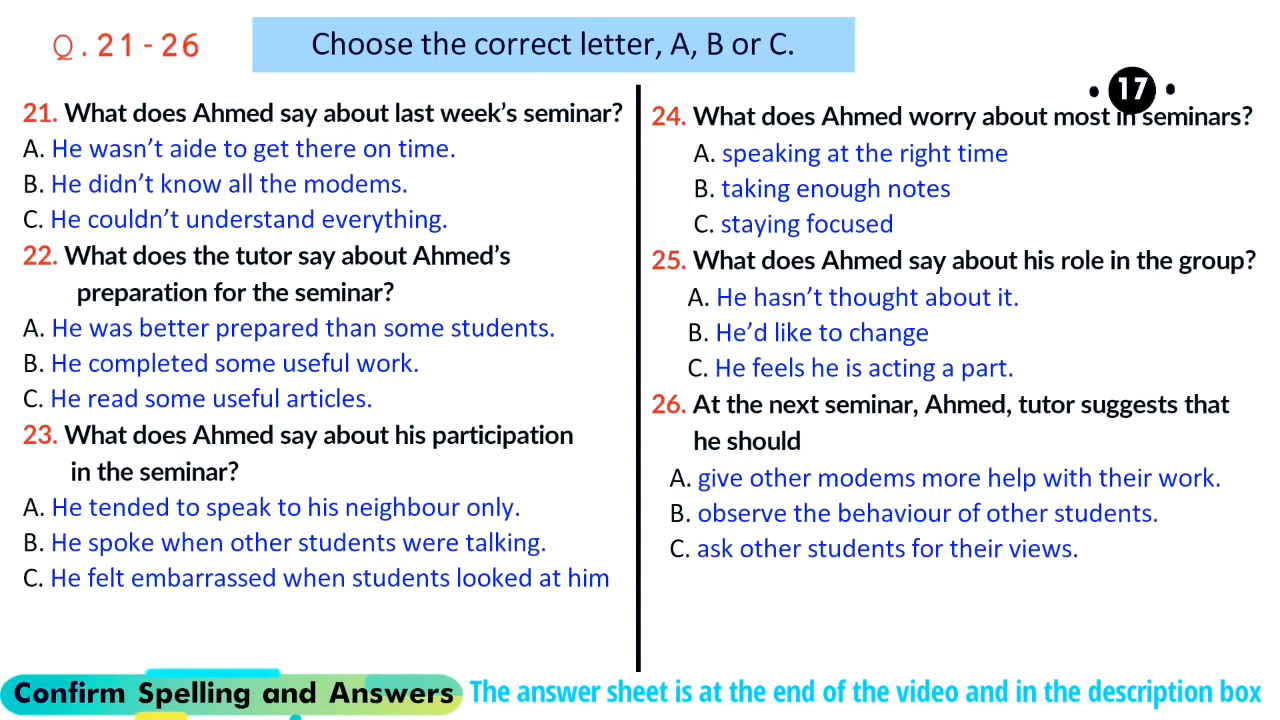 Q.21-26
Choose the correct letter, A, B or C.
17
21. What does Ahmed say about last week's seminar?
A. He wasn't aide to get there on time.
B. He didn't know all the modems.
C. He couldn't understand everything.
22. What does the tutor say about Ahmed's
preparation for the seminar?
A. He was better prepared than some students.
B. He completed some useful work.
C. He read some useful articles.
23. What does Ahmed say about his participation
in the seminar?
A. He tended to speak to his neighbour only.
B. He spoke when other students were talking.
C. He felt embarrassed when students looked at him
24. What does Ahmed worry about most in seminars?
A. speaking at the right time
B. taking enough notes
C. staying focused
25. What does Ahmed say about his role in the group?
A. He hasn't thought about it.
B. He'd like to change
C. He feels he is acting a part.
26. At the next seminar, Ahmed, tutor suggests that
he should
A. give other modems more help with their work.
B. observe the behaviour of other students.
C. ask other students for their views.
Confirm Spelling and Answers
The answer sheet is at the end of the video and in the description box